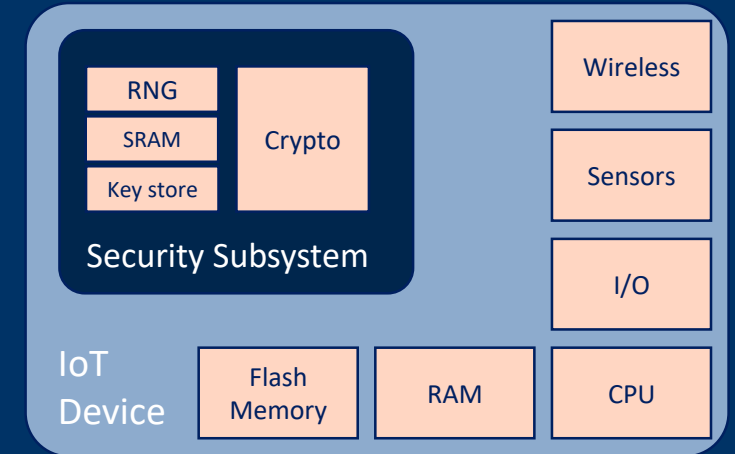 RNG
SRAM
Key store
Crypto
Security Subsystem
Wireless
Sensors
I/O
IoT
Device
Flash
Memory
RAM
CPU